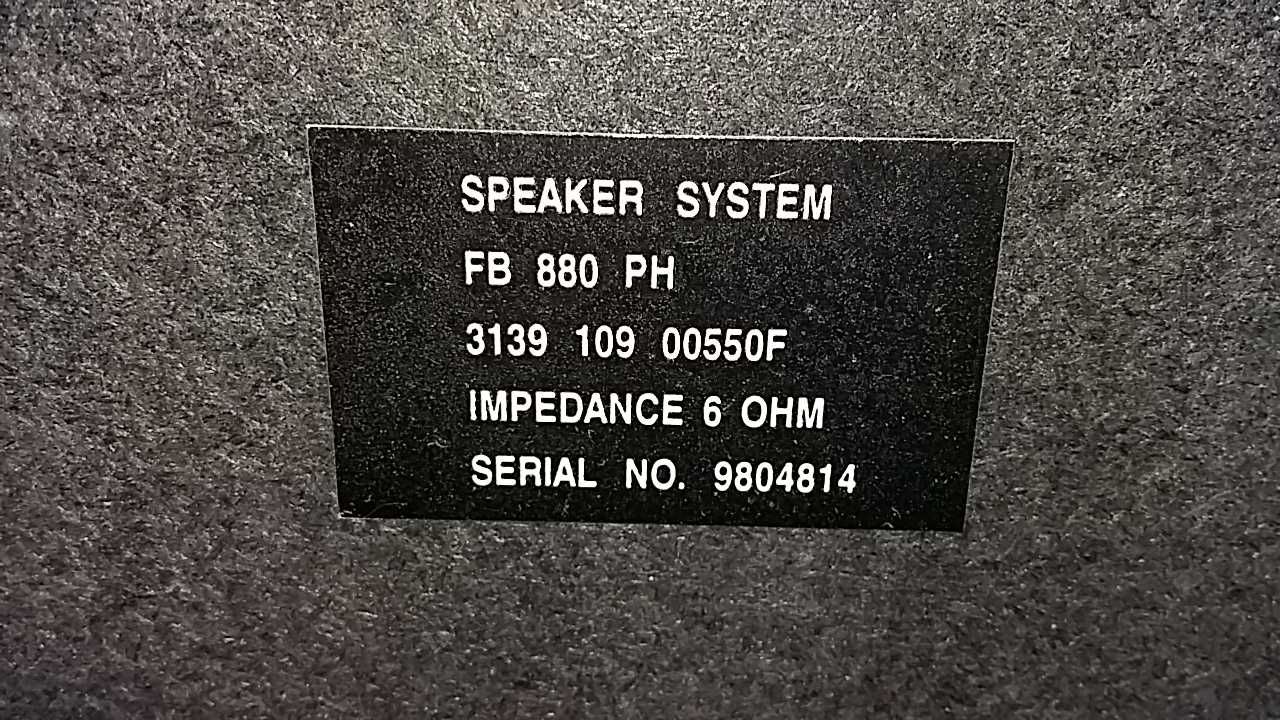 SPEAKER SYSTEM
FB 880 PH
3139 109 00550F
IMPEDANCE 6 OHM
SERIAL NO. 9804814